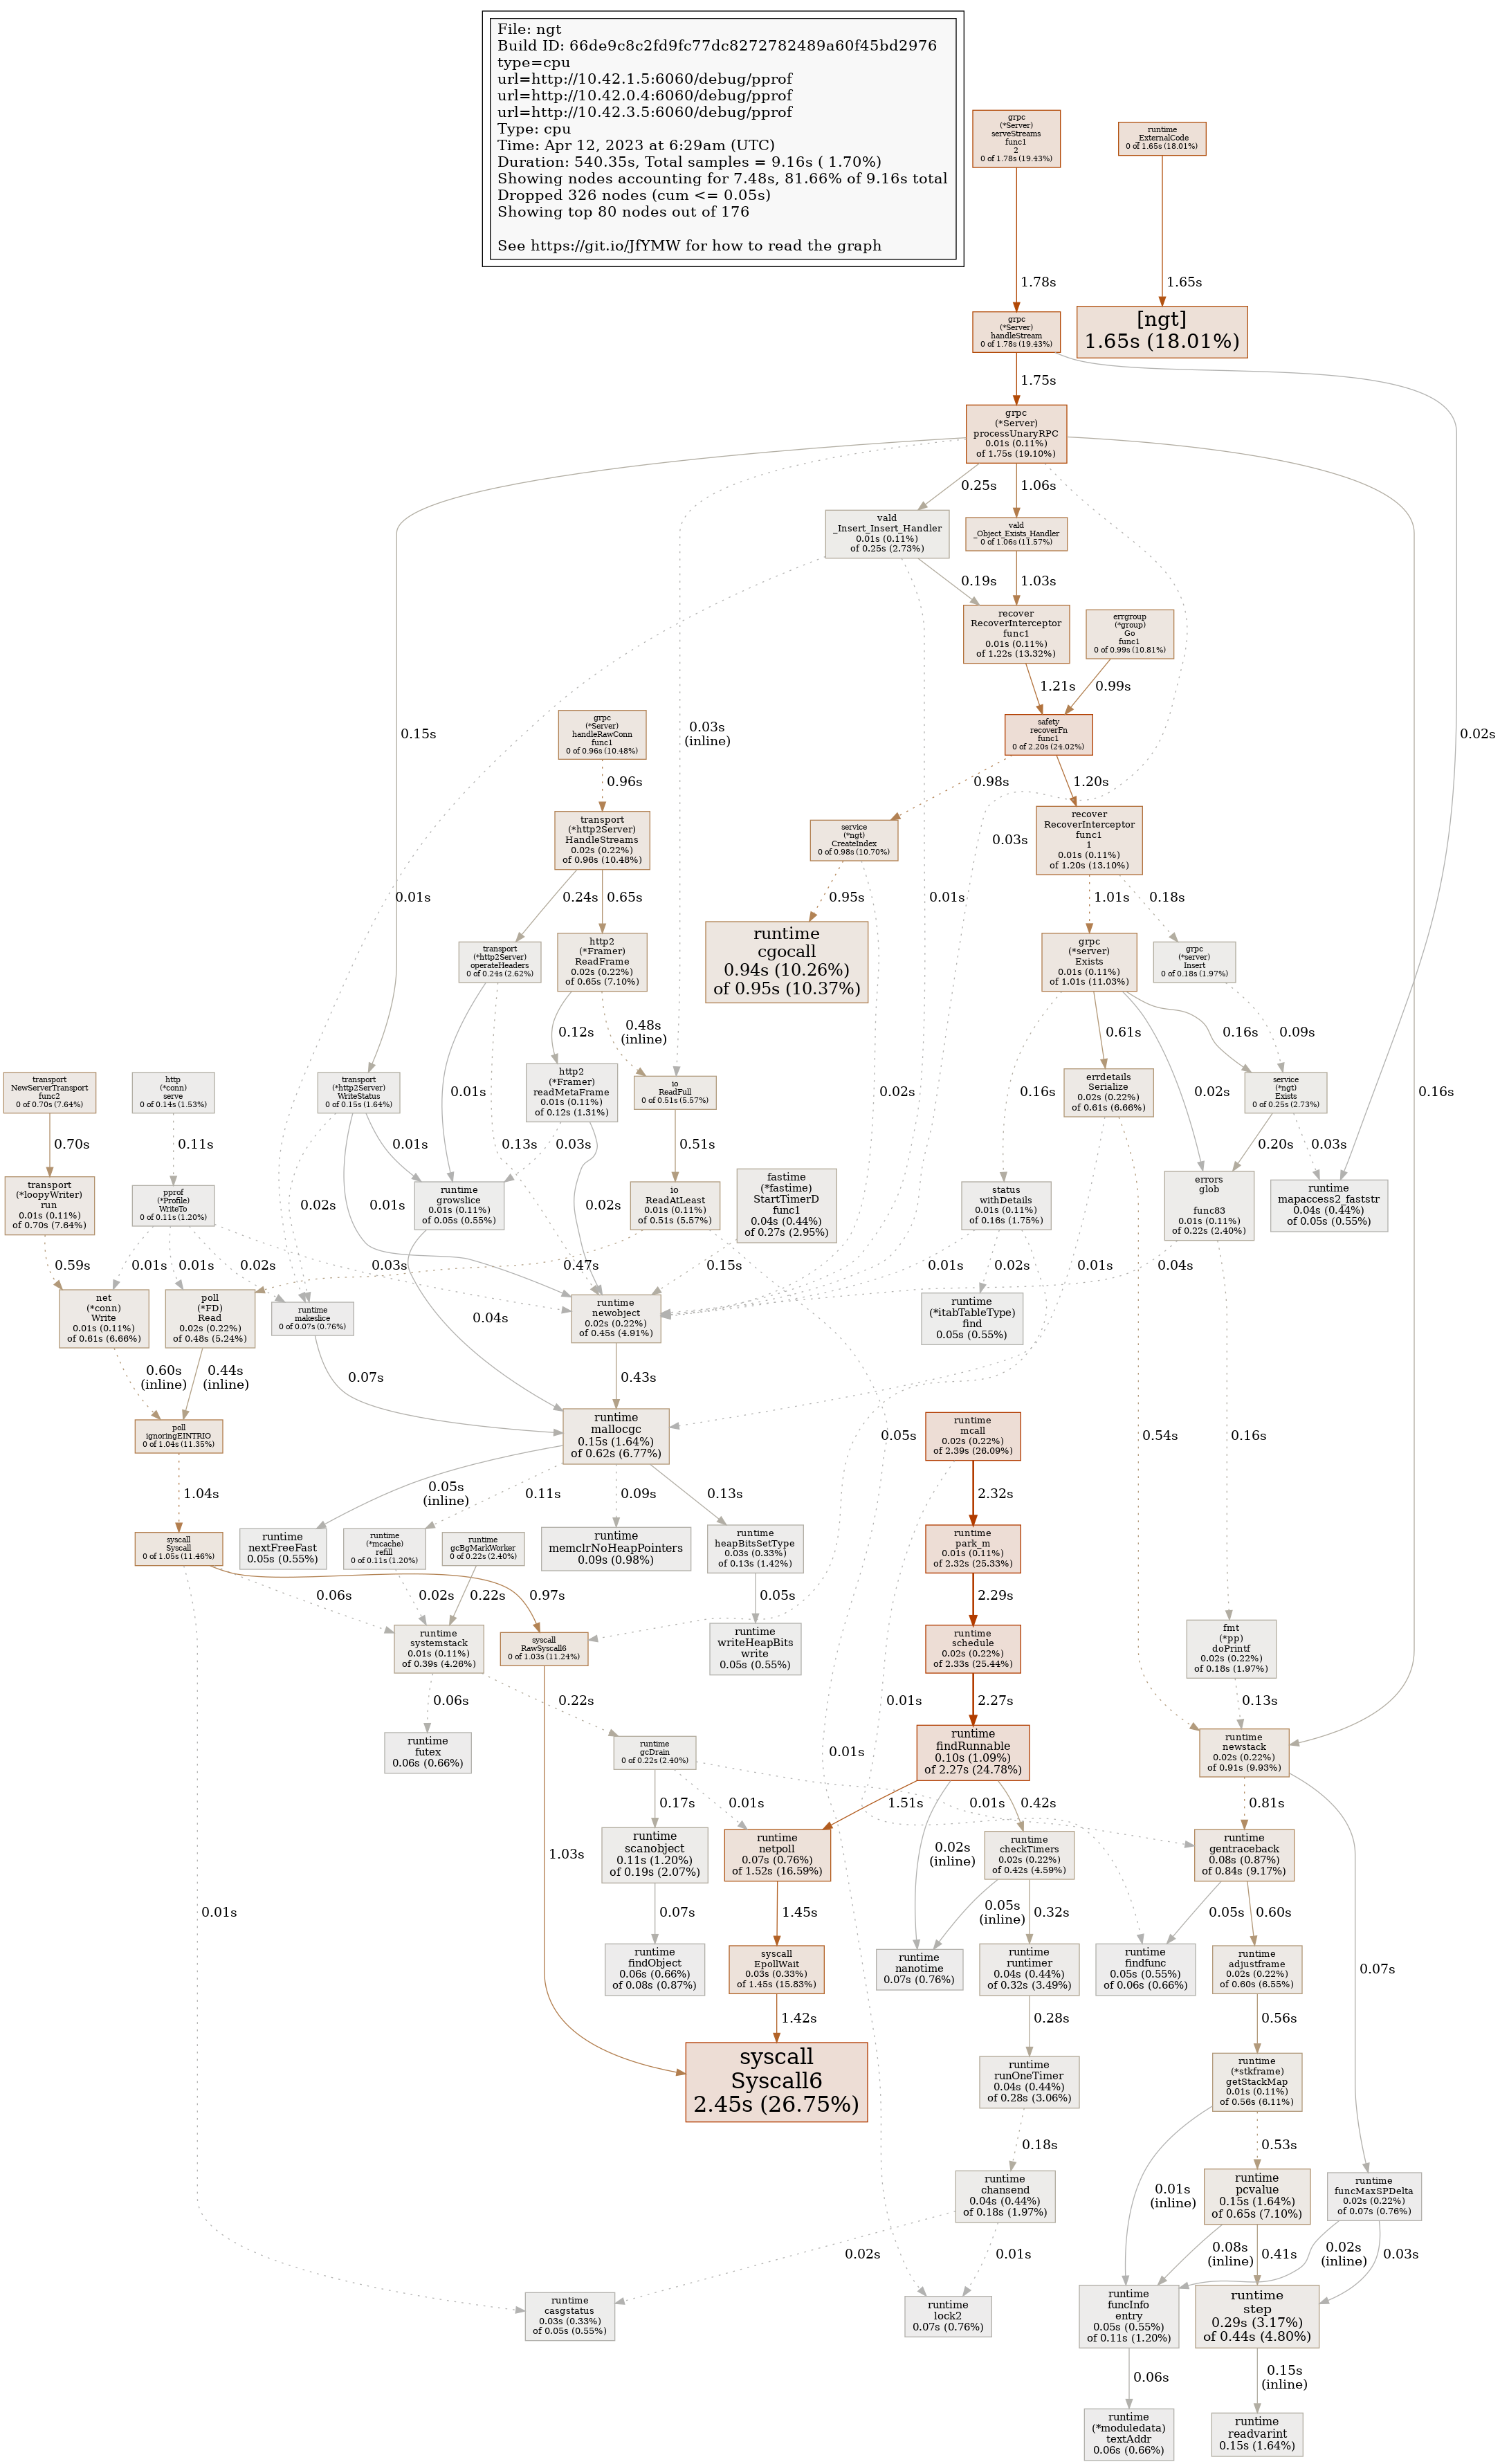 File: ngt
Build ID: 66de9c8c2fd9fc77dc8272782489a60f45bd2976
type=cpu
url=http://10.42.1.5:6060/debug/pprof
url=http://10.42.0.4:6060/debug/pprof
url=http://10.42.3.5:6060/debug/pprof
Type: cpu
Time: Apr 12, 2023 at 6:29am (UTC)
Duration: 540.35s, Total samples = 9.16s ( 1.70%)
Showing nodes accounting for 7.48s, 81.66% of 9.16s total
Dropped 326 nodes (cum <= 0.05s)
Showing top 80 nodes out of 176
See https://git.io/JfYMW for how to read the graph
grpc
(*Server)
serveStreams
func1
2
0 of 1.78s (19.43%)
runtime
_ExternalCode
0 of 1.65s (18.01%)
1.78s
1.65s
grpc
(*Server)
handleStream
0 of 1.78s (19.43%)
[ngt]
1.65s (18.01%)
1.75s
grpc
(*Server)
processUnaryRPC
0.01s (0.11%)
of 1.75s (19.10%)
0.25s
1.06s
vald
_Insert_Insert_Handler
0.01s (0.11%)
of 0.25s (2.73%)
vald
_Object_Exists_Handler
0 of 1.06s (11.57%)
0.19s
1.03s
recover
RecoverInterceptor
func1
0.01s (0.11%)
of 1.22s (13.32%)
errgroup
(*group)
Go
func1
0 of 0.99s (10.81%)
1.21s
0.99s
grpc
(*Server)
handleRawConn
func1
0 of 0.96s (10.48%)
0.15s
0.03s
(inline)
safety
recoverFn
func1
0 of 2.20s (24.02%)
0.02s
0.96s
0.98s
1.20s
transport
(*http2Server)
HandleStreams
0.02s (0.22%)
of 0.96s (10.48%)
service
(*ngt)
CreateIndex
0 of 0.98s (10.70%)
0.03s
recover
RecoverInterceptor
func1
1
0.01s (0.11%)
of 1.20s (13.10%)
0.01s
0.24s
0.65s
0.95s
0.01s
1.01s
0.18s
transport
(*http2Server)
operateHeaders
0 of 0.24s (2.62%)
http2
(*Framer)
ReadFrame
0.02s (0.22%)
of 0.65s (7.10%)
runtime
cgocall
0.94s (10.26%)
of 0.95s (10.37%)
grpc
(*server)
Exists
0.01s (0.11%)
of 1.01s (11.03%)
grpc
(*server)
Insert
0 of 0.18s (1.97%)
0.12s
0.48s
(inline)
0.61s
0.16s
0.09s
transport
NewServerTransport
func2
0 of 0.70s (7.64%)
http
(*conn)
serve
0 of 0.14s (1.53%)
transport
(*http2Server)
WriteStatus
0 of 0.15s (1.64%)
0.01s
http2
(*Framer)
readMetaFrame
0.01s (0.11%)
of 0.12s (1.31%)
io
ReadFull
0 of 0.51s (5.57%)
0.02s
0.16s
errdetails
Serialize
0.02s (0.22%)
of 0.61s (6.66%)
0.02s
service
(*ngt)
Exists
0 of 0.25s (2.73%)
0.16s
0.70s
0.11s
0.01s
0.13s
0.03s
0.51s
0.20s
0.03s
transport
(*loopyWriter)
run
0.01s (0.11%)
of 0.70s (7.64%)
pprof
(*Profile)
WriteTo
0 of 0.11s (1.20%)
0.02s
0.01s
runtime
growslice
0.01s (0.11%)
of 0.05s (0.55%)
0.02s
io
ReadAtLeast
0.01s (0.11%)
of 0.51s (5.57%)
fastime
(*fastime)
StartTimerD
func1
0.04s (0.44%)
of 0.27s (2.95%)
status
withDetails
0.01s (0.11%)
of 0.16s (1.75%)
errors
glob
func83
0.01s (0.11%)
of 0.22s (2.40%)
runtime
mapaccess2_faststr
0.04s (0.44%)
of 0.05s (0.55%)
0.59s
0.01s
0.01s
0.02s
0.03s
0.47s
0.15s
0.01s
0.02s
0.01s
0.04s
net
(*conn)
Write
0.01s (0.11%)
of 0.61s (6.66%)
poll
(*FD)
Read
0.02s (0.22%)
of 0.48s (5.24%)
runtime
makeslice
0 of 0.07s (0.76%)
0.04s
runtime
newobject
0.02s (0.22%)
of 0.45s (4.91%)
runtime
(*itabTableType)
find
0.05s (0.55%)
0.60s
(inline)
0.44s
(inline)
0.07s
0.43s
poll
ignoringEINTRIO
0 of 1.04s (11.35%)
runtime
mallocgc
0.15s (1.64%)
of 0.62s (6.77%)
0.05s
runtime
mcall
0.02s (0.22%)
of 2.39s (26.09%)
0.54s
0.16s
1.04s
0.05s
(inline)
0.11s
0.09s
0.13s
2.32s
syscall
Syscall
0 of 1.05s (11.46%)
runtime
nextFreeFast
0.05s (0.55%)
runtime
(*mcache)
refill
0 of 0.11s (1.20%)
runtime
gcBgMarkWorker
0 of 0.22s (2.40%)
runtime
memclrNoHeapPointers
0.09s (0.98%)
runtime
heapBitsSetType
0.03s (0.33%)
of 0.13s (1.42%)
runtime
park_m
0.01s (0.11%)
of 2.32s (25.33%)
0.06s
0.02s
0.22s
0.97s
0.05s
2.29s
runtime
systemstack
0.01s (0.11%)
of 0.39s (4.26%)
syscall
RawSyscall6
0 of 1.03s (11.24%)
runtime
writeHeapBits
write
0.05s (0.55%)
runtime
schedule
0.02s (0.22%)
of 2.33s (25.44%)
fmt
(*pp)
doPrintf
0.02s (0.22%)
of 0.18s (1.97%)
0.06s
0.22s
0.01s
2.27s
0.13s
runtime
futex
0.06s (0.66%)
runtime
gcDrain
0 of 0.22s (2.40%)
0.01s
runtime
findRunnable
0.10s (1.09%)
of 2.27s (24.78%)
runtime
newstack
0.02s (0.22%)
of 0.91s (9.93%)
0.17s
0.01s
1.51s
0.01s
0.42s
0.81s
1.03s
runtime
scanobject
0.11s (1.20%)
of 0.19s (2.07%)
runtime
netpoll
0.07s (0.76%)
of 1.52s (16.59%)
0.02s
(inline)
runtime
checkTimers
0.02s (0.22%)
of 0.42s (4.59%)
runtime
gentraceback
0.08s (0.87%)
of 0.84s (9.17%)
0.01s
0.07s
1.45s
0.05s
(inline)
0.32s
0.05s
0.60s
runtime
findObject
0.06s (0.66%)
of 0.08s (0.87%)
syscall
EpollWait
0.03s (0.33%)
of 1.45s (15.83%)
runtime
nanotime
0.07s (0.76%)
runtime
runtimer
0.04s (0.44%)
of 0.32s (3.49%)
runtime
findfunc
0.05s (0.55%)
of 0.06s (0.66%)
runtime
adjustframe
0.02s (0.22%)
of 0.60s (6.55%)
0.07s
1.42s
0.28s
0.56s
syscall
Syscall6
2.45s (26.75%)
runtime
runOneTimer
0.04s (0.44%)
of 0.28s (3.06%)
runtime
(*stkframe)
getStackMap
0.01s (0.11%)
of 0.56s (6.11%)
0.18s
0.53s
runtime
chansend
0.04s (0.44%)
of 0.18s (1.97%)
0.01s
(inline)
runtime
pcvalue
0.15s (1.64%)
of 0.65s (7.10%)
runtime
funcMaxSPDelta
0.02s (0.22%)
of 0.07s (0.76%)
0.02s
0.01s
0.08s
(inline)
0.41s
0.02s
(inline)
0.03s
runtime
casgstatus
0.03s (0.33%)
of 0.05s (0.55%)
runtime
lock2
0.07s (0.76%)
runtime
funcInfo
entry
0.05s (0.55%)
of 0.11s (1.20%)
runtime
step
0.29s (3.17%)
of 0.44s (4.80%)
0.06s
0.15s
(inline)
runtime
(*moduledata)
textAddr
0.06s (0.66%)
runtime
readvarint
0.15s (1.64%)